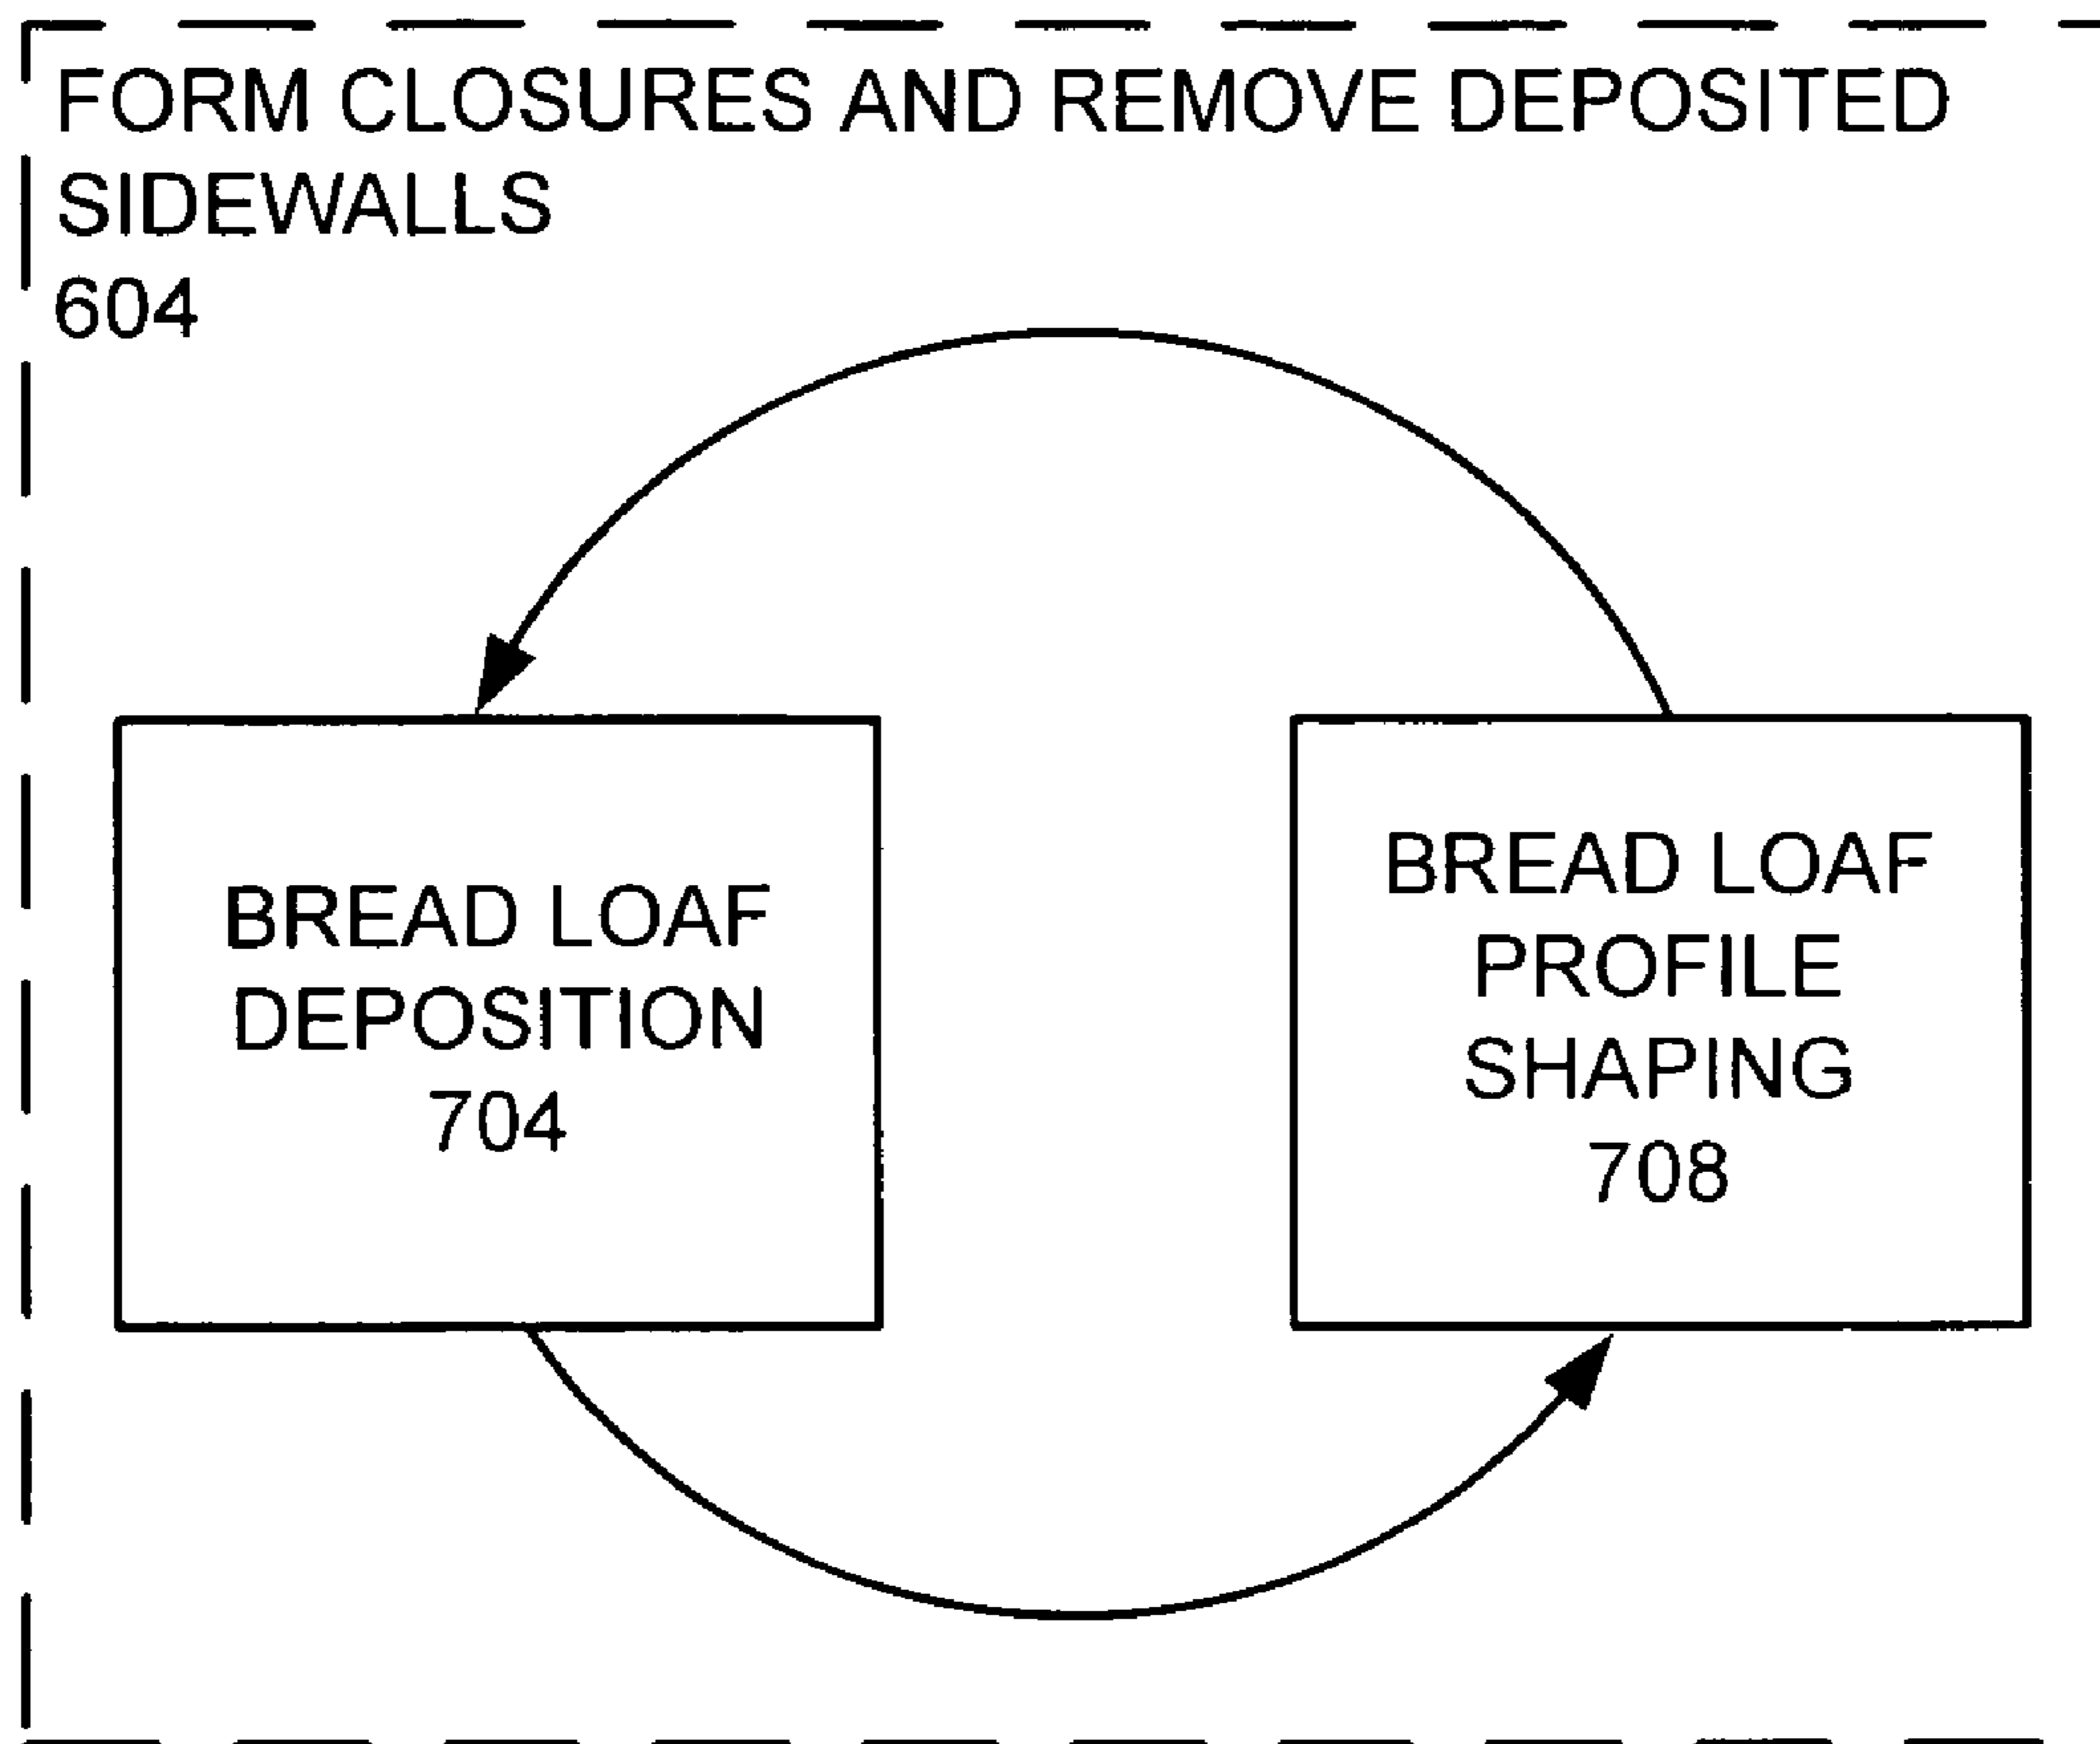 FORM CLOSURES AND REMOVE DEPOSITED
SIDEWALLS
604
BREAD LOAF
DEPOSITION
704
BREAD LOAF
PROFILE
SHAPING
708